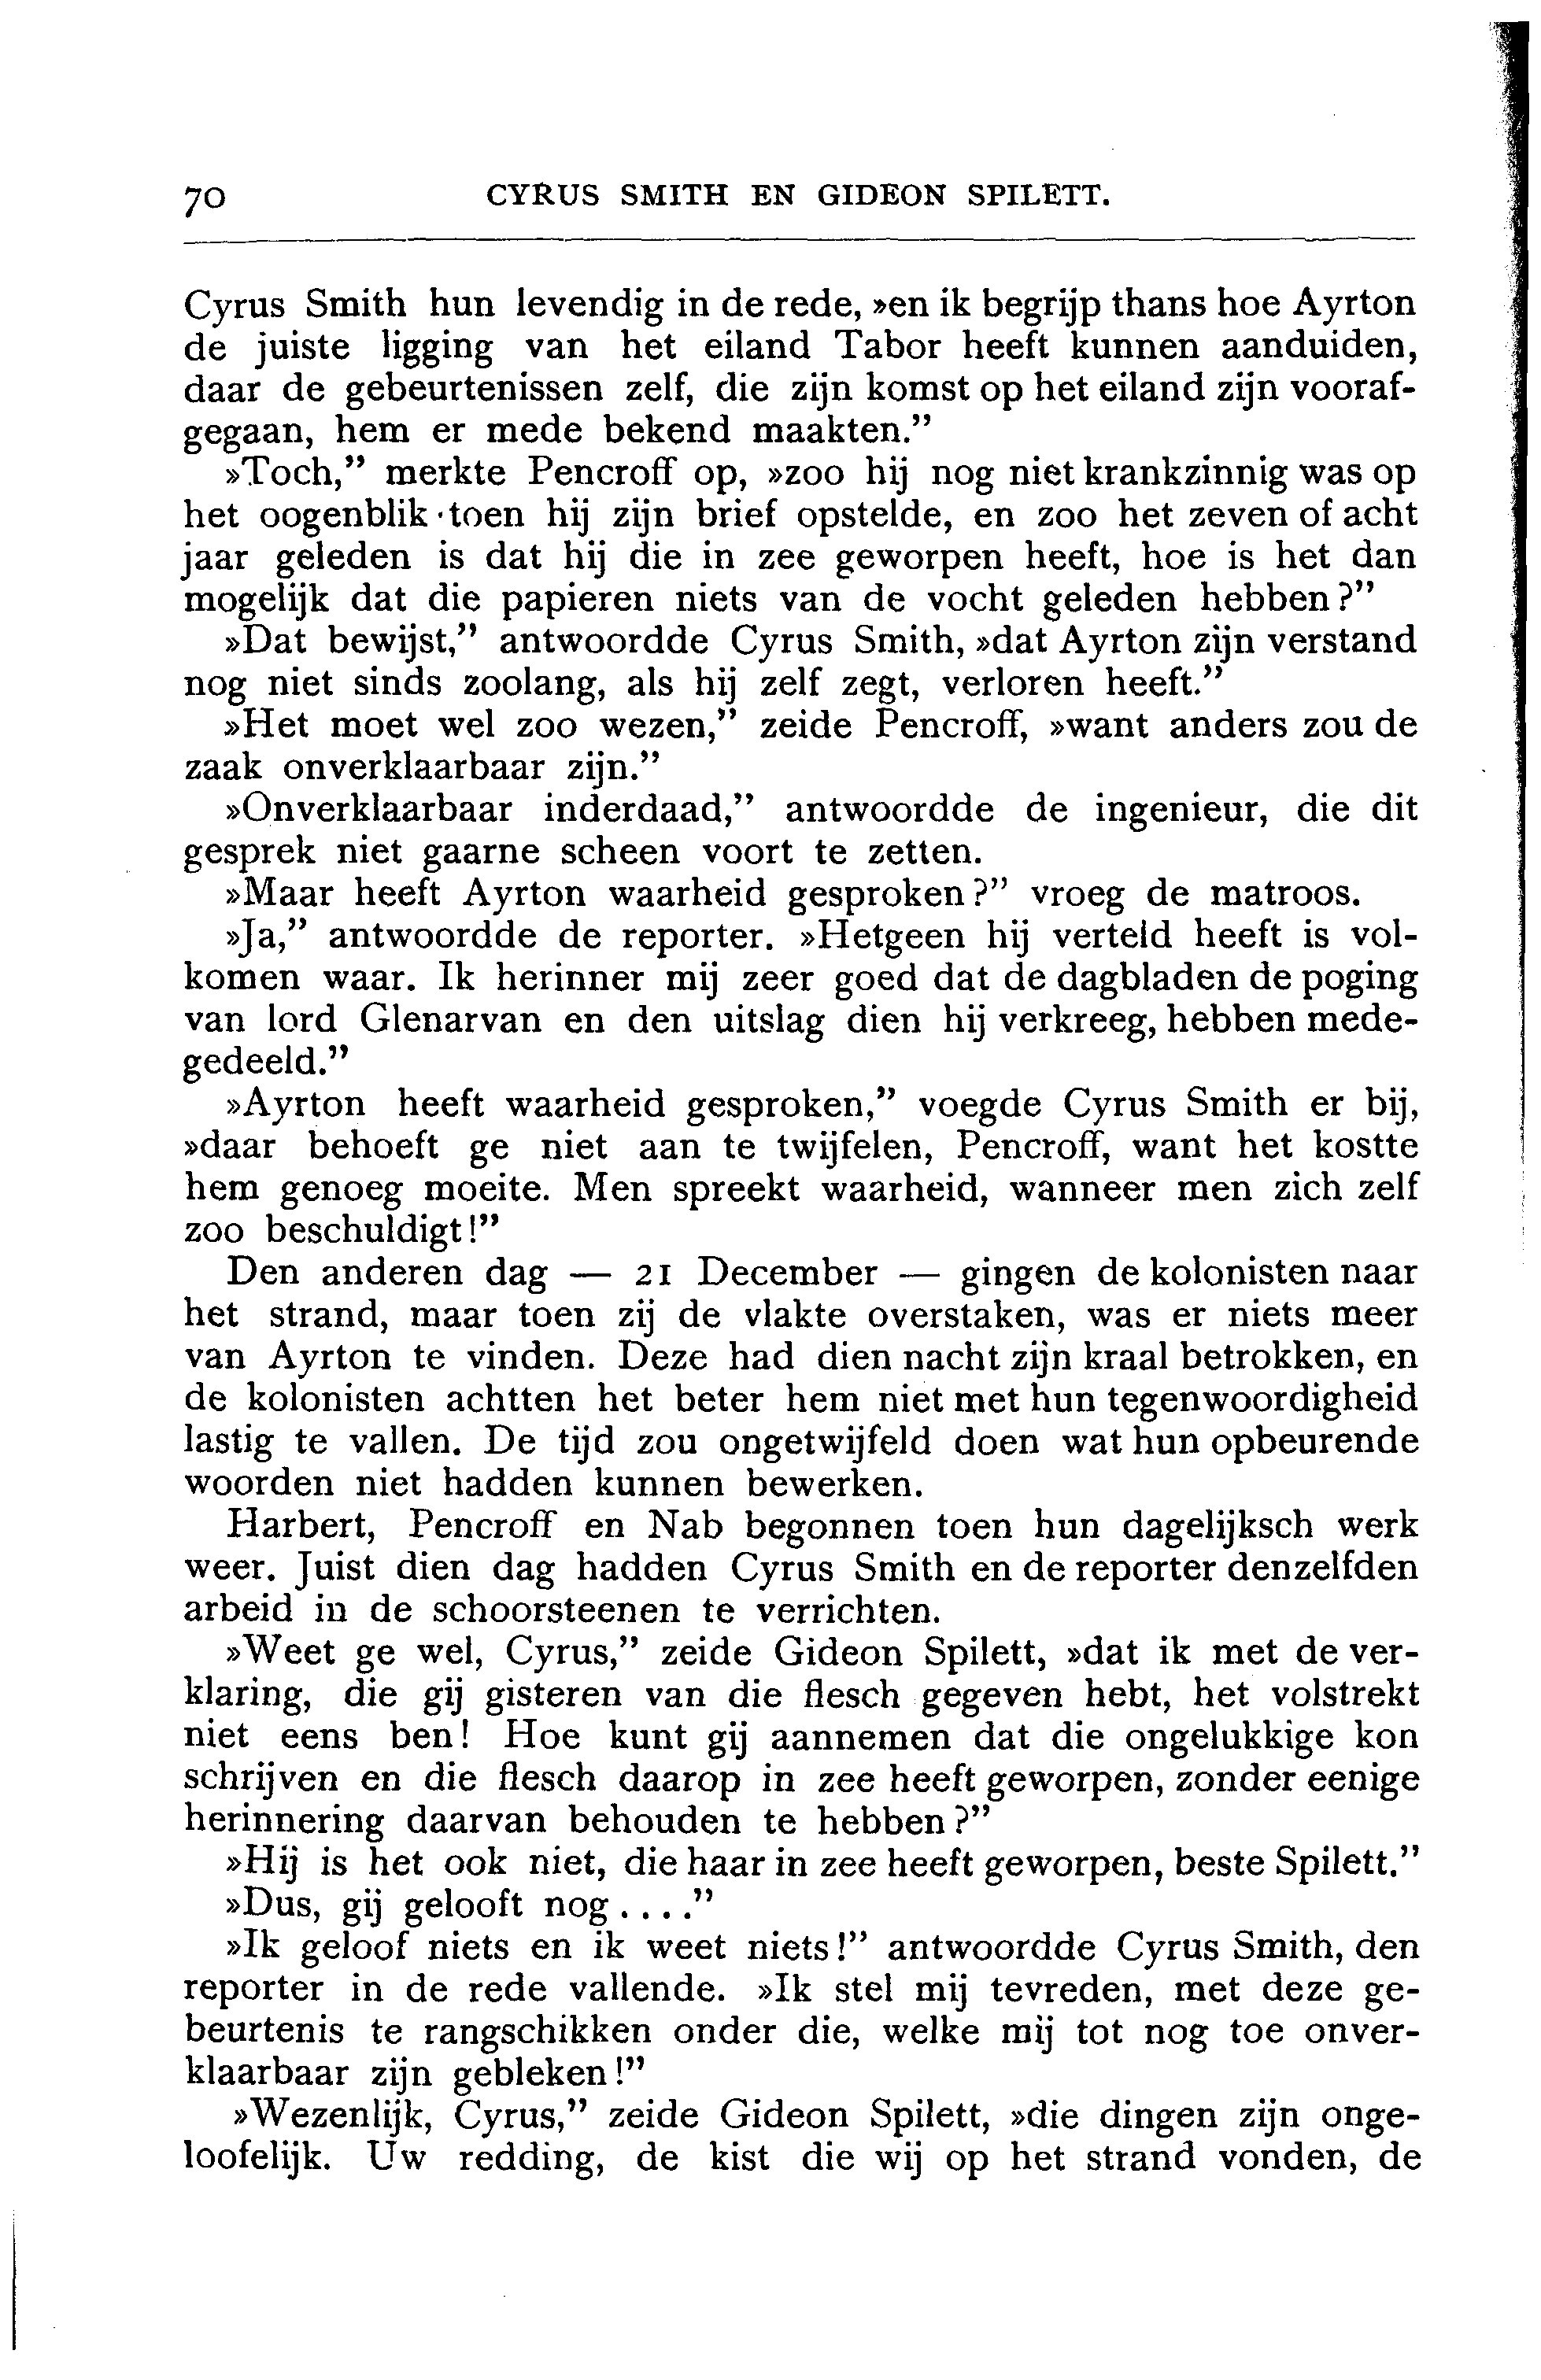 70 CYRUS SMITH EN GIDEON SPILETT.
Cyrus Smith hun levendig in de rede, »en ik begrijp thans hoe Ayrton
de juiste ligging van het eiland Tabor heeft kunnen aanduiden,
daar de gebeurtenissen zelf, die zijn komst op het eiland zijn vooraf-
gegaan, hem er mede bekend maakten.”
»Toch,” merkte Pencroff op, »zoo hij nog niet krankzinnig was op
het oogenblik toen hij zijn brief opstelde, en zoo het zeven of acht
jaar geleden is dat hij die in zee geworpen heeft, hoe is het dan
mogelijk dat die papieren niets van de vocht geleden hebben?”
»Dat bewijst,” antwoordde Cyrus Smith, »dat Ayrton zijn verstand
nog niet sinds zoolang, als hij zelf zegt, verloren heeft.”
»Het moet wel zoo wezen,” zeide Pencroff, »want anders zou de
zaak onverklaarbaar zijn.”
»Onverklaarbaar inderdaad,” antwoordde de ingenieur, die dit
gesprek niet gaarne scheen voort te zetten.
»Maar heeft Ayrton waarheid gesproken?” vroeg de matroos.
»Ja,” antwoordde de reporter. »Hetgeen hij verteld heeft is vol-
komen waar. Ik herinner mij zeer goed dat de dagbladen de poging
van lord Glenarvan en den uitslag dien hij verkreeg, hebben mede-
gedeeld.”
»Ayrton heeft waarheid gesproken,” voegde Cyrus Smith er bij,
»daar behoeft ge niet aan te twijfelen, Pencroff, want het kostte
hem genoeg moeite. Men spreekt waarheid, wanneer men zich zelf
zoo beschuldigt!”
Den anderen dag — 21 December — gingen de kolonisten naar
het strand, maar toen zij de vlakte overstaken, was er niets meer
van Ayrton te vinden. Deze had dien nacht zijn kraal betrokken, en
de kolonisten achtten het beter hem niet met hun tegenwoordigheid
lastig te vallen. De tijd zou ongetwijfeld doen wat hun opbeurende
woorden niet hadden kunnen bewerken.
Harbert, Pencroff en Nab begonnen toen hun dagelijksch werk
weer. Juist dien dag hadden Cyrus Smith en de reporter denzelfden
arbeid in de schoorsteenen te verrichten.
»Weet ge wel, Cyrus,” zeide Gideon Spilett, »dat ik met de ver-
klaring, die gij gisteren van die flesch gegeven hebt, het volstrekt
niet eens ben! Hoe kunt gij aannemen dat die ongelukkige kon
schrijven en die flesch daarop in zee heeft geworpen, zonder eenige
herinnering daarvan behouden te hebben?”
»Hij is het ook niet, die haar in zee heeft geworpen, beste Spilett.”
»Dus, gij gelooft nog....”
»Ik geloof niets en ik weet niets!” antwoordde Cyrus Smith, den
reporter in de rede vallende. »Ik stel mij tevreden, met deze ge-
beurtenis te rangschikken onder die, welke mij tot nog toe onver-
klaarbaar zijn gebleken!”
»Wezenlijk, Cyrus,” zeide Gideon Spilett, »die dingen zijn onge-
loofelijk. Uw redding, de kist die wij op het strand vonden, de